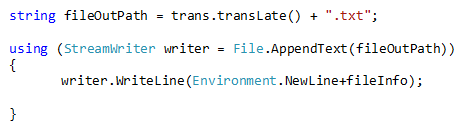 string fileOutPath = trans.transLate() + ".txt";
using (StreamWriter writer = File.AppendText(fileOutPath))
{
writer.WriteLine(Environment.NewLine+fileInfo);
}